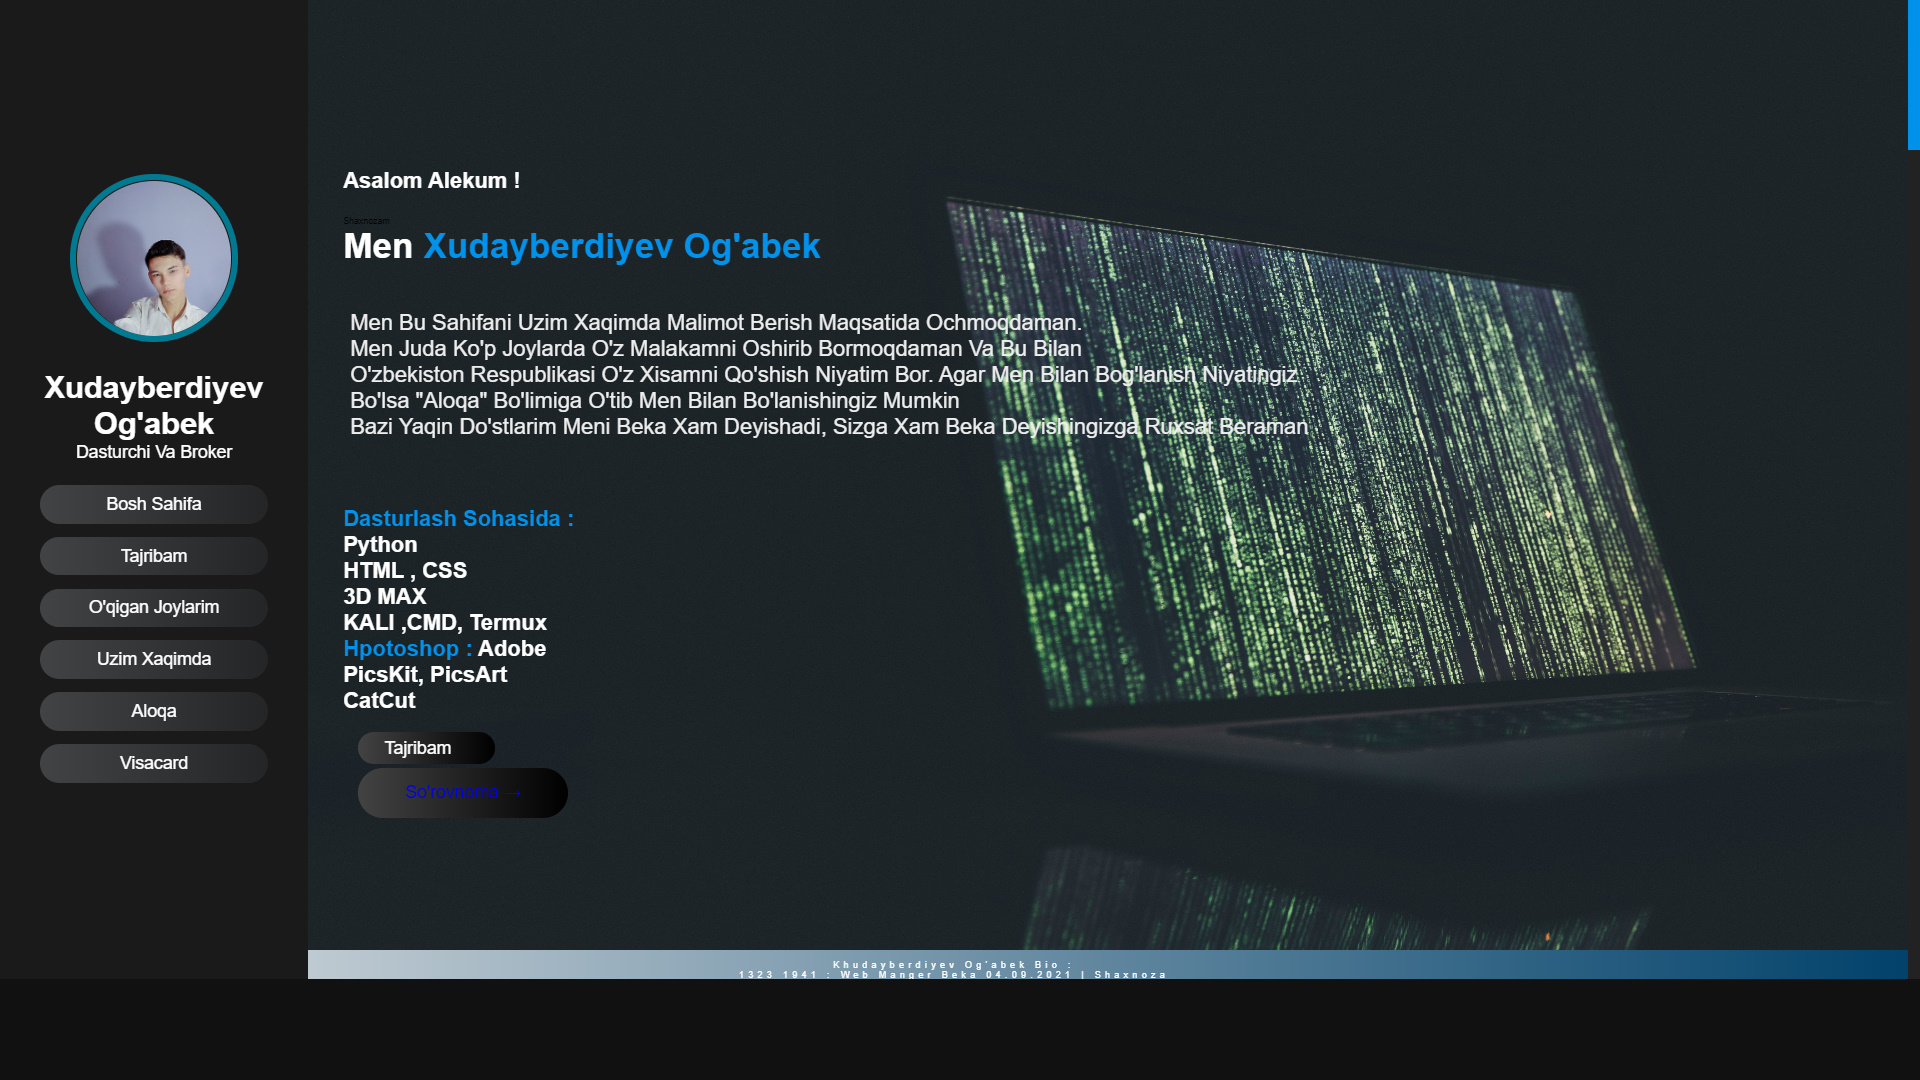 Xudayberdiyev
Og'abek
Dasturchi Va Broker
Bosh Sahifa
Tajribam
O'qigan Joylarim
Uzim Xaqimda
Aloqa
Visacard
Asalom Alekum !
Shaxnozam
Men Xudayberdiyev Og'abek
Men Bu Sahifani Uzim Xaqimda Malimot Berish Maqsatida Ochmoqdaman.
Men Juda Ko'p Joylarda O'z Malakamni Oshirib Bormoqdaman Va Bu Bilan
O'zbekiston Respublikasi O'z Xisamni Qo'shish Niyatim Bor. Agar Men Bilan Bog'lanish Niyatingiz
Bo'lsa "Aloqa" Bo'limiga O'tib Men Bilan Bo'lanishingiz Mumkin
Bazi Yaqin Do'stlarim Meni Beka Xam Deyishadi, Sizga Xam Beka Deyishingizga Ruxsat Beraman
Dasturlash Sohasida :
Python
HTML , CSS
3D MAX
KALI ,CMD, Termux
Hpotoshop : Adobe
PicsKit, PicsArt
CatCut
Tajribam
So'rovnoma →
Khudayberdiyev Og'abek Bio :
1323 1941 : Web Manger Beka 04.09.2021 | Shaxnoza